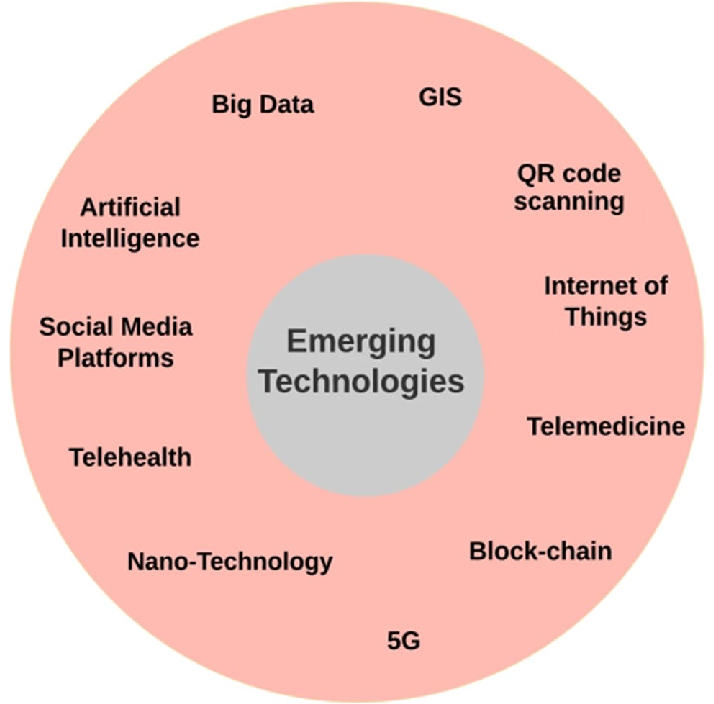 Big Data
GIS
QR code
scanning
Artificial
Intelligence
Internet of
Things
Social Media
Platforms
Emerging
Technologies
Telemedicine
Telehealth
Nano-Technology
Block-chain
5G